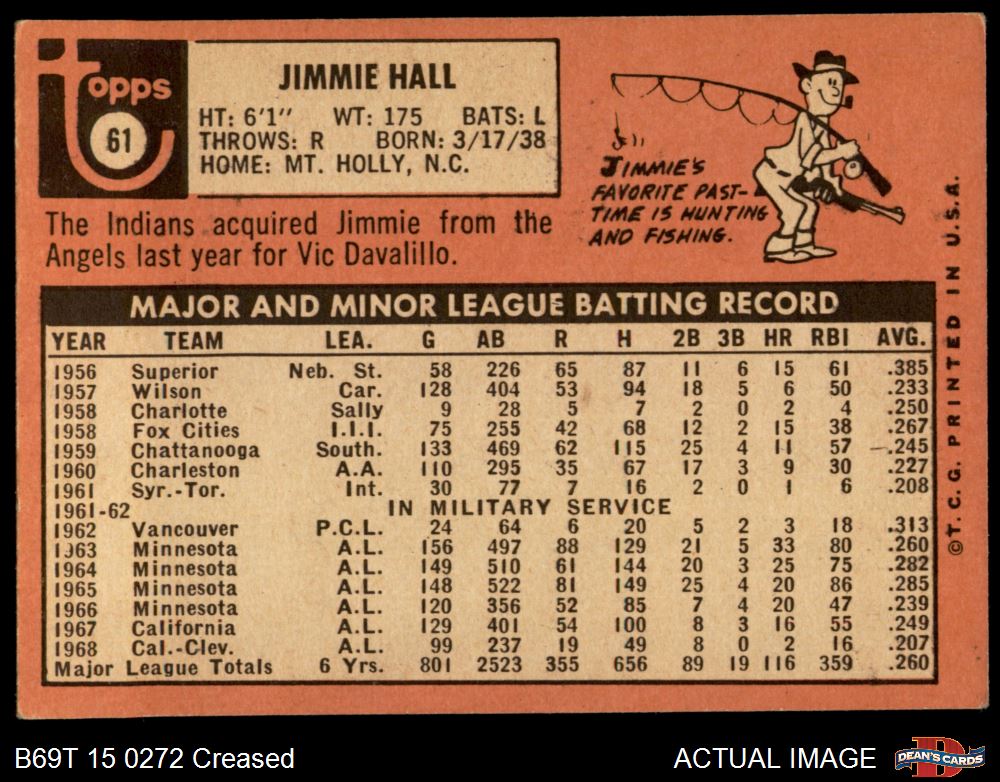 Topps
61
JIMMIE HALL
HT: 6'1" WT: 175 BATS: L
THROWS: R BORN: 3/17/38
HOME: MT. HOLLY, N.C.
JIMMIE'S
FAVORITE PAST-
TIME IS HUNTING
AND FISHING.
The Indians acquired Jimmie from the
Angels last year for Vic Davalillo.
MAJOR AND MINOR LEAGUE BATTING RECORD
YEAR TEAM LEA. G AB R H 2B 3B HR RBI AVG.
1956 Superior Neb. St. 58 226 65 87 11 6 15 61 .385
1957 Wilson Car. 128 404 53 94 18 5 6 50 .233
1958 Charlotte Sally 9 28 5 7 2 0 2 4 .250
1958 Fox Cities I.I.I. 75 255 42 68 12 2 15 38 .267
1959 Chattanooga South. 133 469 62 115 25 4 11 57 .245
1960 Charleston A.A. 110 295 35 67 17 3 9 30 .227
1961 Syr.-Tor. Int. 30 77 7 16 2 0 1 6 .208
1961-62 IN MILITARY SERVICE
1962 Vancouver P.C.L. 24 64 6 20 5 2 3 18 .313
1963 Minnesota A.L. 156 497 88 129 21 5 33 80 .260
1964 Minnesota A.L. 149 510 61 144 20 3 25 75 .282
1965 Minnesota A.L. 148 522 81 149 25 4 20 86 .285
1966 Minnesota A.L. 120 356 52 85 7 4 20 47 .239
1967 California A.L. 129 401 54 100 8 3 16 55 .249
1968 Cal.-Clev. A.L. 99 237 19 49 8 0 2 16 .207
Major League Totals 6 Yrs. 801 2523 355 656 89 19 116 359 .260
©T.C.G. PRINTED IN U.S.A.
B69T 15 0272 Creased
ACTUAL IMAGE
DEAN'S CARDS